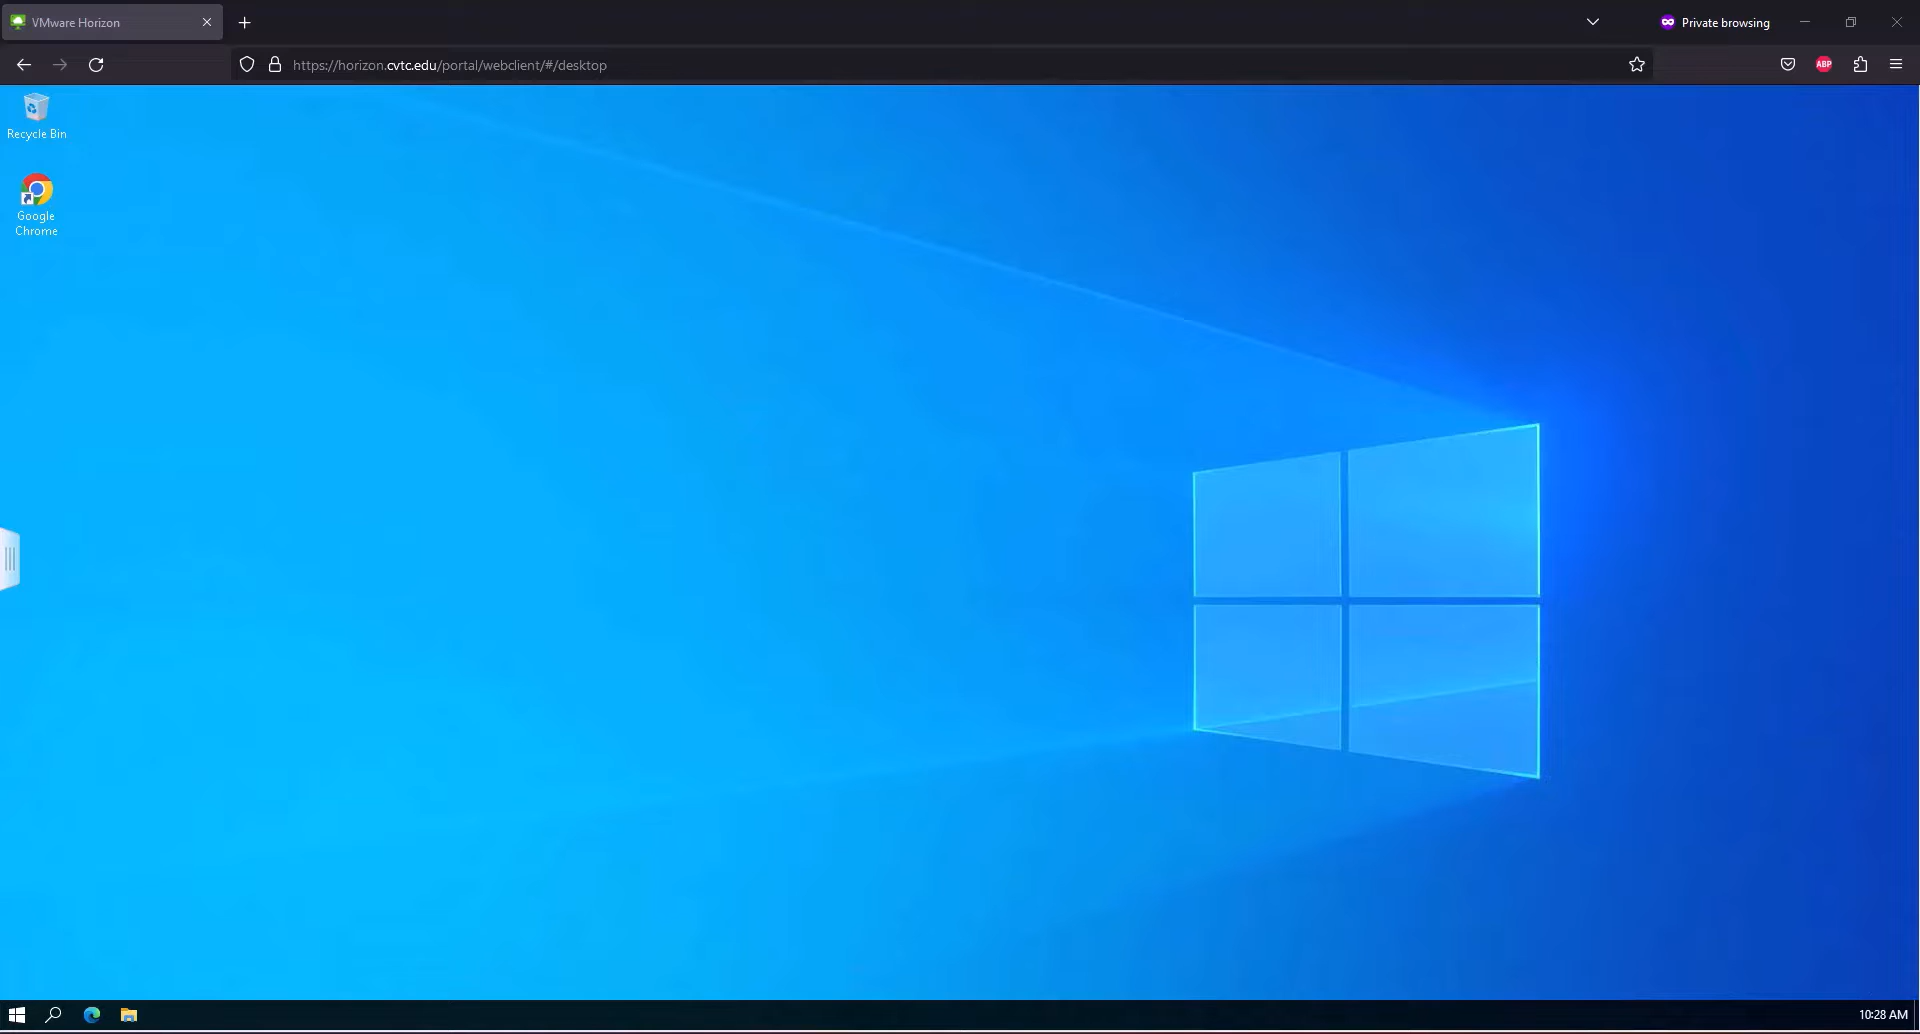 VMware Horizon
Private browsing
https://horizon.cvtc.edu/portal/webclient/#/desktop
ABP
Recycle Bin
Google
Chrome
10:28 AM